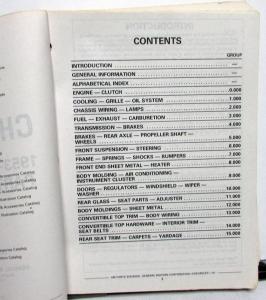 CONTENTS
GROUP
INTRODUCTION —
GENERAL INFORMATION —
ALPHABETICAL INDEX —
ENGINE — CLUTCH 0.000
COOLING — GRILLE — OIL SYSTEM 1.000
CHASSIS WIRING — LAMPS 2.000
FUEL — EXHAUST — CARBURETION 3.000
TRANSMISSION — BRAKES 4.000
BRAKES — REAR AXLE — PROPELLER SHAFT —
WHEELS 5.000
FRONT SUSPENSION — STEERING 6.000
FRAME — SPRINGS — SHOCKS — BUMPERS 7.000
FRONT END SHEET METAL — HEATER 8.000
BODY MOLDING — AIR CONDITIONING —
INSTRUMENT CLUSTER 9.000
DOORS — REGULATORS — WINDSHIELD — WIPER —
WASHER 10.000
REAR GLASS — SEAT PARTS — ADJUSTER 11.000
BODY MOLDINGS — SHEET METAL 12.000
CONVERTIBLE TOP TRIM — BODY WIRING 13.000
CONVERTIBLE TOP HARDWARE — INTERIOR TRIM —
SEAT BELTS 14.000
REAR SEAT TRIM — CARPETS — YARDAGE 15.000